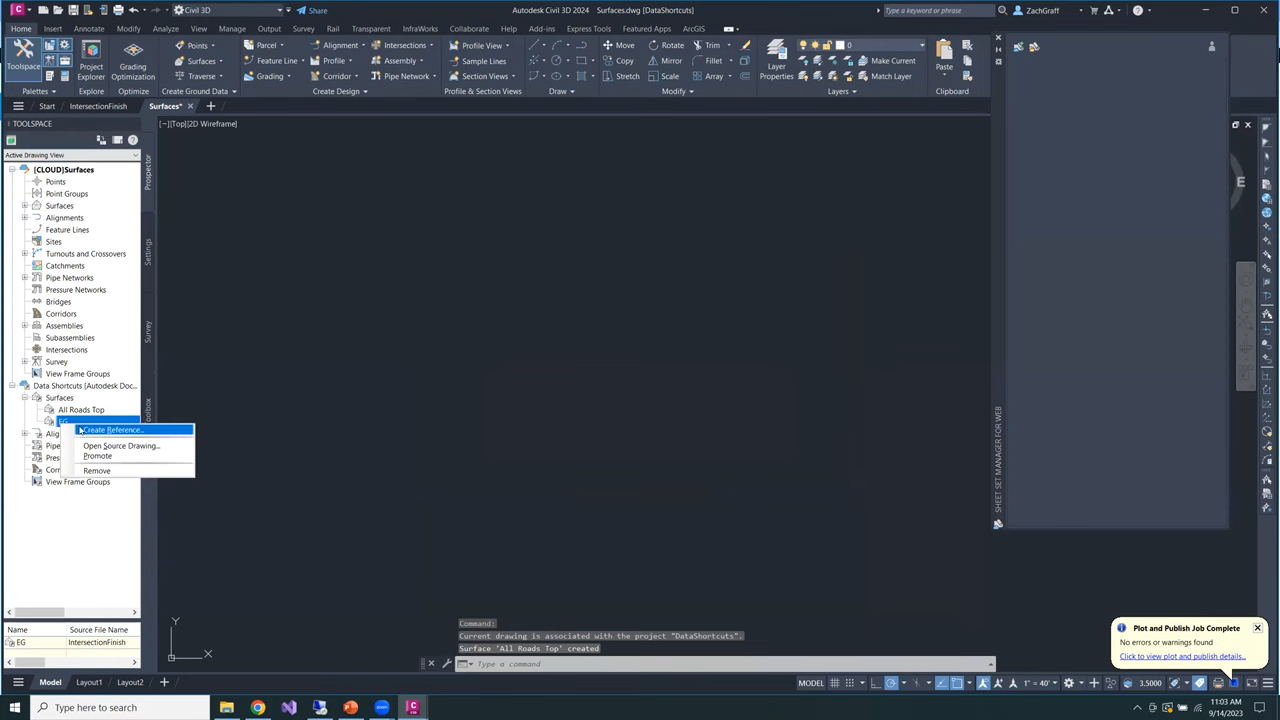 Civil 3D
Share
Autodesk Civil 3D 2024 Surfaces.dwg [DataShortcuts]
Type a keyword or phrase
ZachGraff
Home Insert Annotate Modify Analyze View Manage Output Survey Rail Transparent InfraWorks Collaborate Help Add-ins Express Tools Featured Apps ArcGIS
Toolspace
Project
Explorer
Grading
Optimization
Points
Surfaces
Traverse
Parcel
Feature Line
Grading
Alignment
Profile
Corridor
Intersections
Assembly
Pipe Network
Profile View
Sample Lines
Section Views
Move
Copy
Stretch
Rotate
Mirror
Scale
Trim
Fillet
Array
Layer
Properties
0
Make Current
Match Layer
Paste
Palettes Explore Optimize Create Ground Data Create Design Profile & Section Views Draw Modify Layers Clipboard
Start IntersectionFinish Surfaces*
TOOLSPACE
[−][Top][2D Wireframe]
Active Drawing View
[CLOUD]Surfaces
Points
Point Groups
Surfaces
Alignments
Feature Lines
Sites
Turnouts and Crossovers
Catchments
Pipe Networks
Pressure Networks
Bridges
Corridors
Assemblies
Subassemblies
Intersections
Survey
View Frame Groups
Data Shortcuts [Autodesk Doc...
Surfaces
All Roads Top
EG
Create Reference...
Open Source Drawing...
Promote
Remove
View Frame Groups
Prospector
Settings
Survey
Toolbox
SHEET SET MANAGER FOR WEB
E
Name Source File Name
EG IntersectionFinish
Y
X
Command:
Current drawing is associated with the project "DataShortcuts".
Surface 'All Roads Top' created
Type a command
Plot and Publish Job Complete
No errors or warnings found
Click to view plot and publish details...
Model Layout1 Layout2
MODEL
1" = 40'
3.5000
Type here to search
11:03 AM
9/14/2023